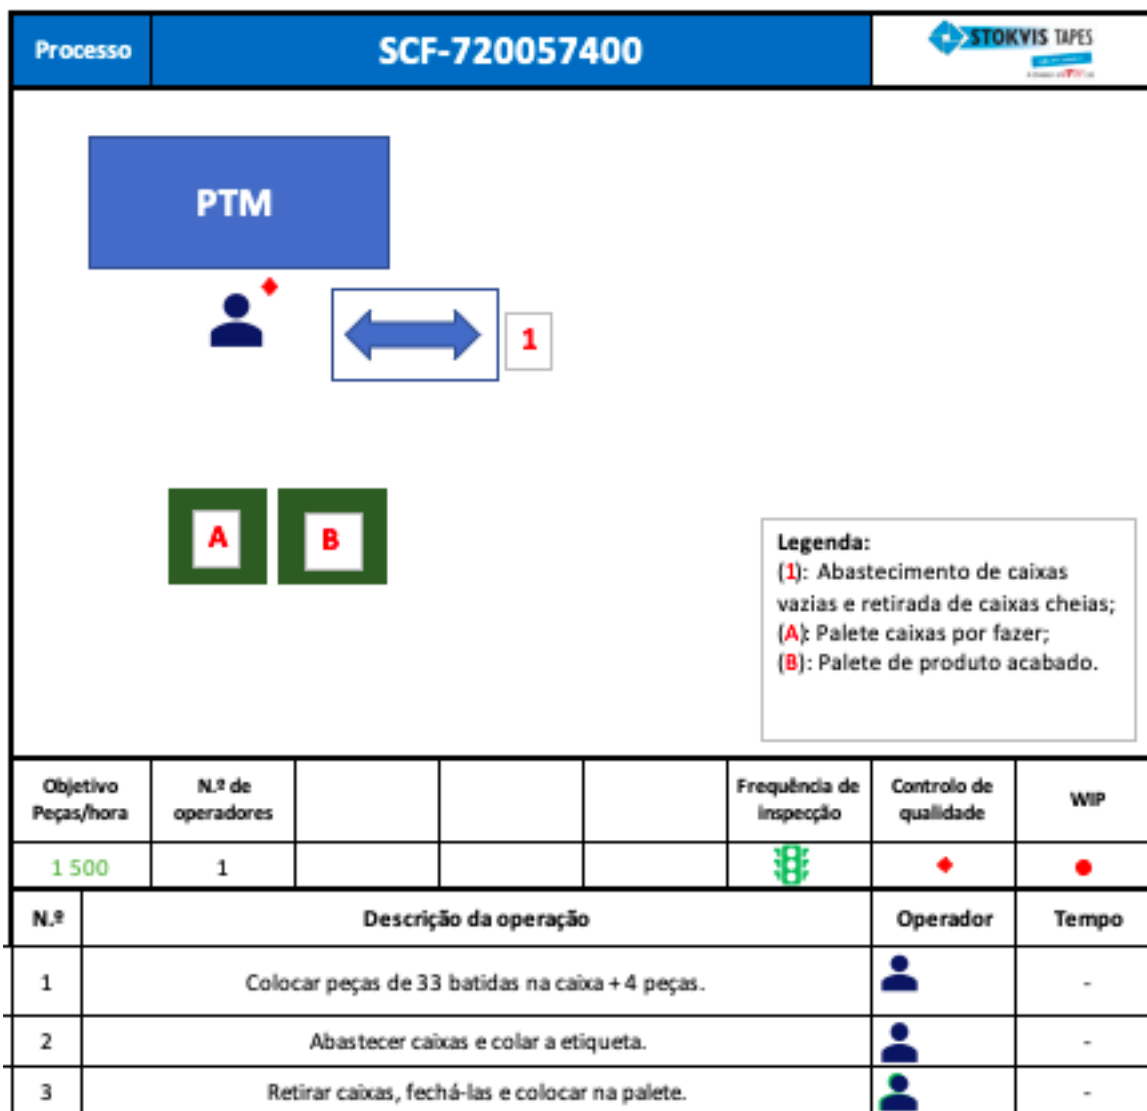 Processo
SCF-720057400
STOKVIS TAPES
PTM
1
A
B
Legenda:
(1): Abastecimento de caixas
vazias e retirada de caixas cheias;
(A): Palete caixas por fazer;
(B): Palete de produto acabado.
Objetivo
Peças/hora
N.º de
operadores
Frequência de
inspecção
Controlo de
qualidade
WIP
1 500
1
N.º
Descrição da operação
Operador
Tempo
1
Colocar peças de 33 batidas na caixa + 4 peças.
-
2
Abastecer caixas e colar a etiqueta.
-
3
Retirar caixas, fechá-las e colocar na palete.
-